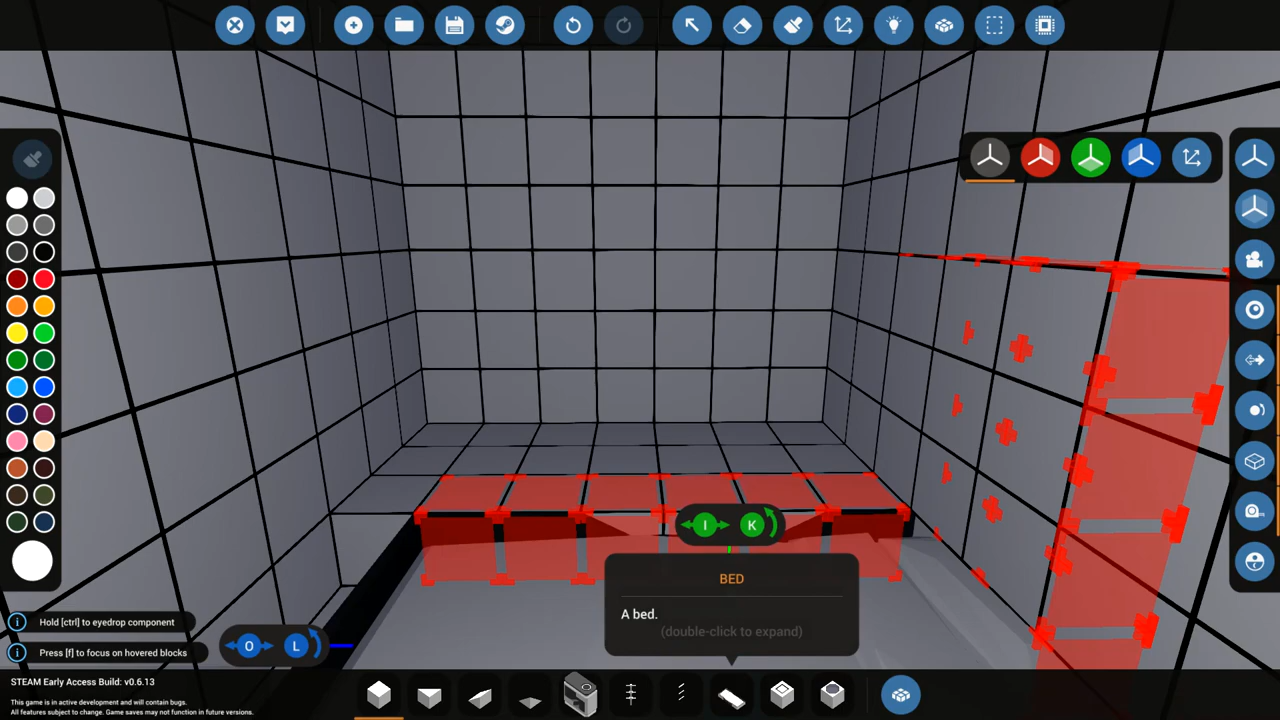 I
K
BED
A bed.
(double-click to expand)
Hold [ctrl] to eyedrop component
Press [f] to focus on hovered blocks
O
L
STEAM Early Access Build: v0.6.13
This game is in active development and will contain bugs.
All features subject to change. Game saves may not function in future versions.